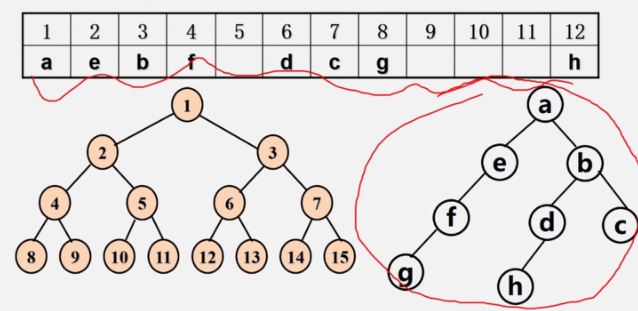 1 2 3 4 5 6 7 8 9 10 11 12
a e b f d c g h
1
a
2 3
e b
4 5 6 7
f d c
8 9 10 11 12 13 14 15
g h